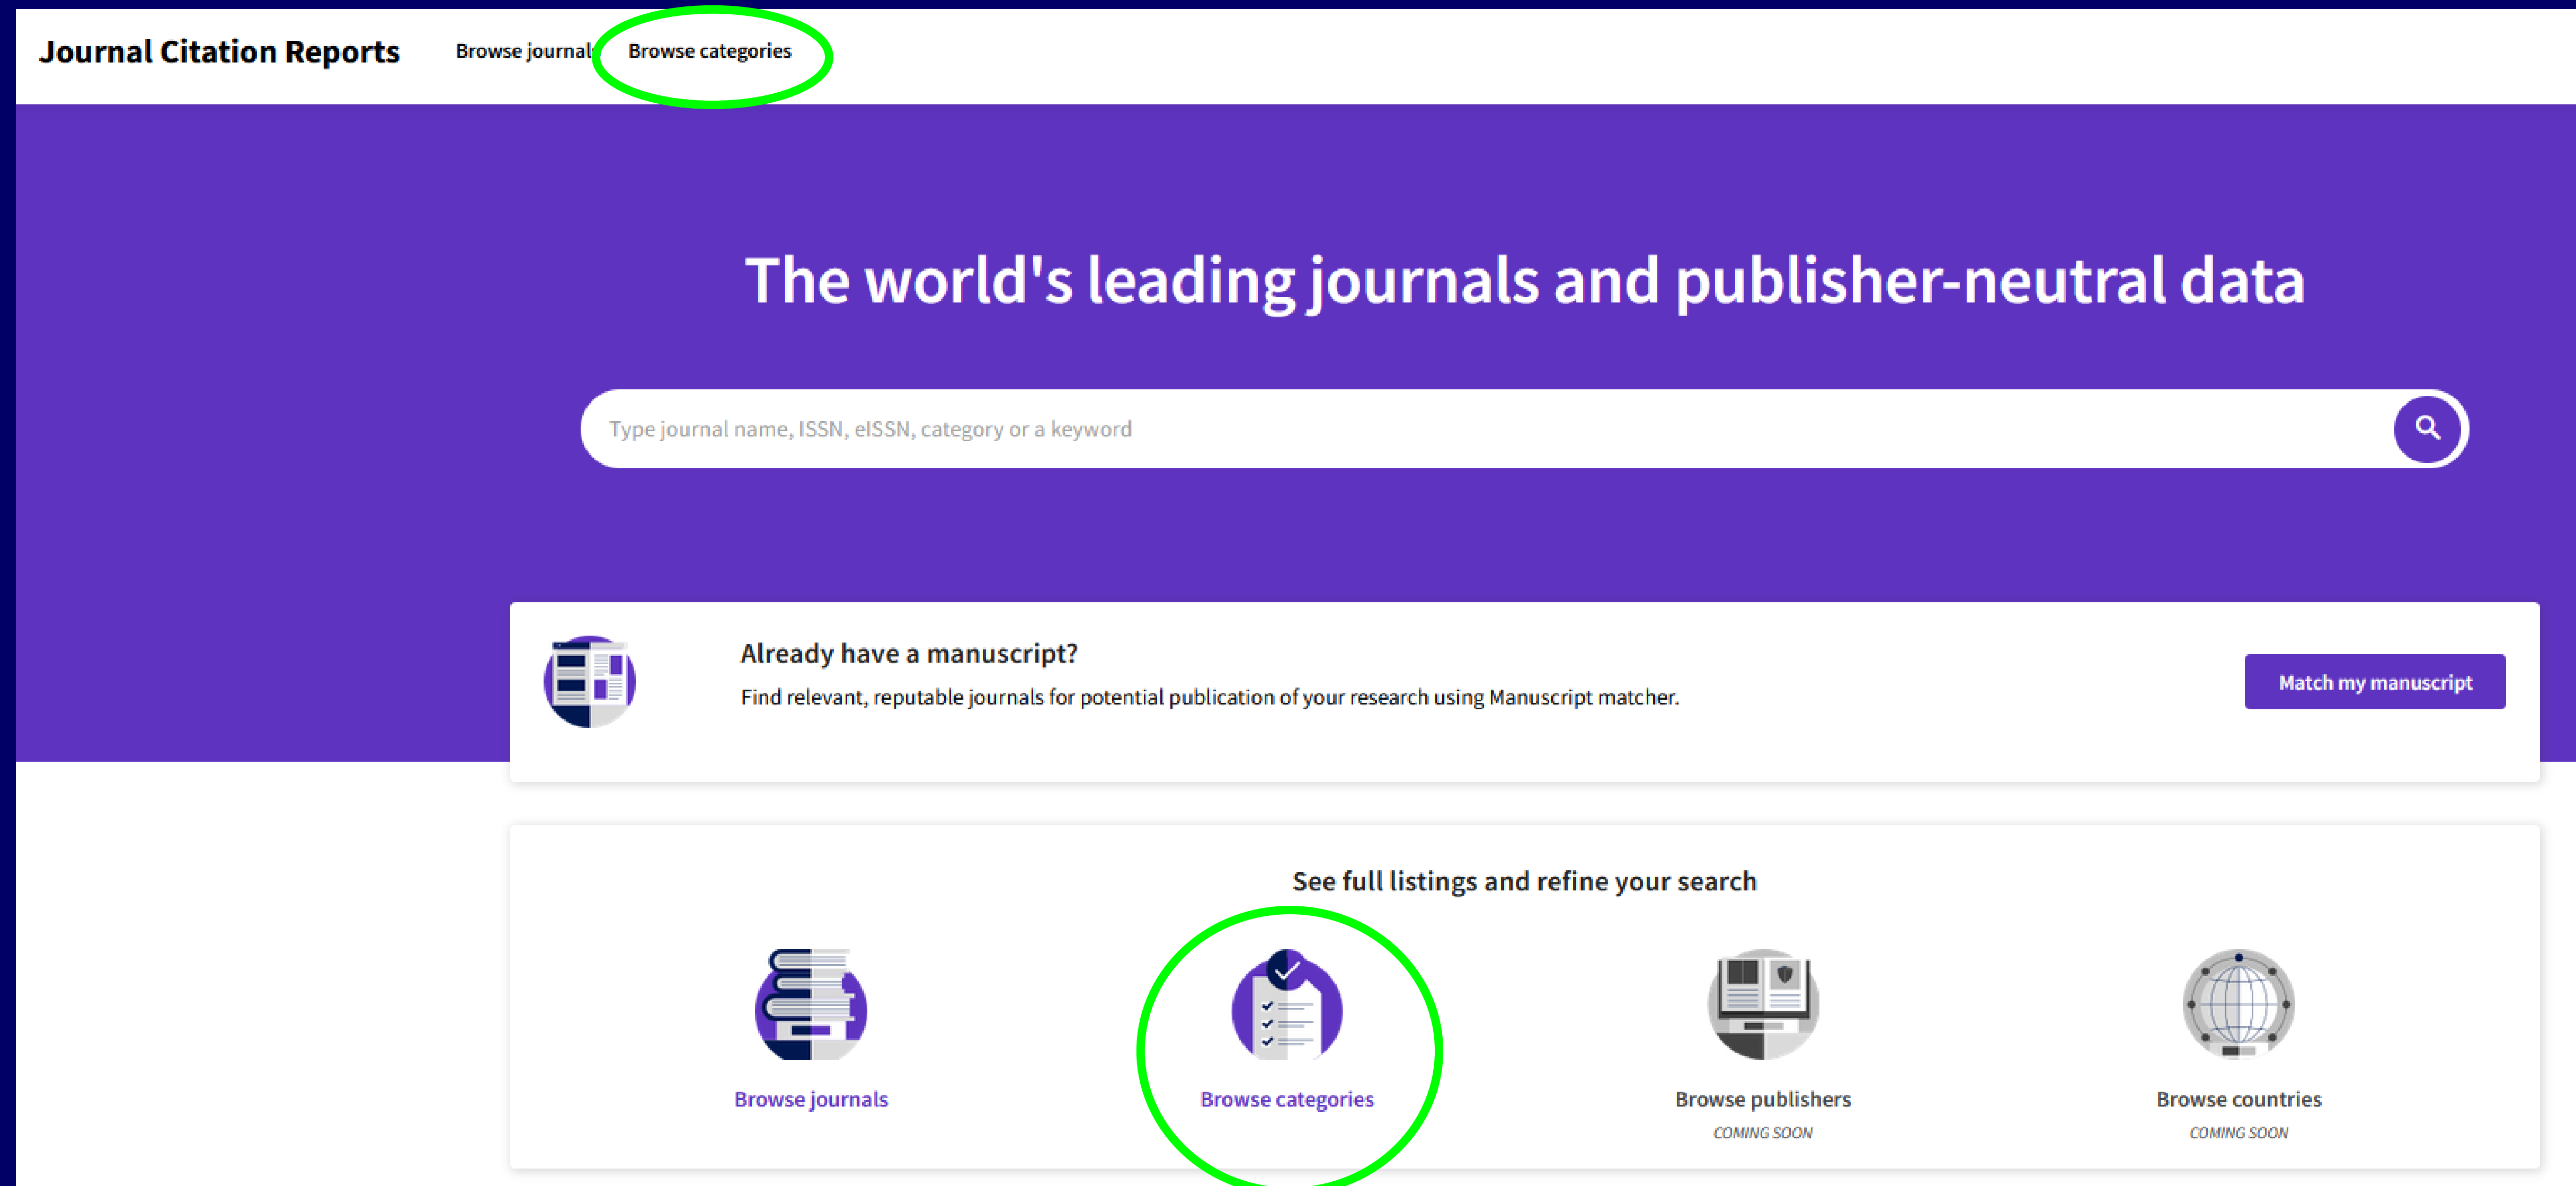 Journal Citation Reports
Browse journals
Browse categories
The world's leading journals and publisher-neutral data
Type journal name, ISSN, eISSN, category or a keyword
Already have a manuscript?
Find relevant, reputable journals for potential publication of your research using Manuscript matcher.
Match my manuscript
See full listings and refine your search
Browse journals
Browse categories
Browse publishers
COMING SOON
Browse countries
COMING SOON